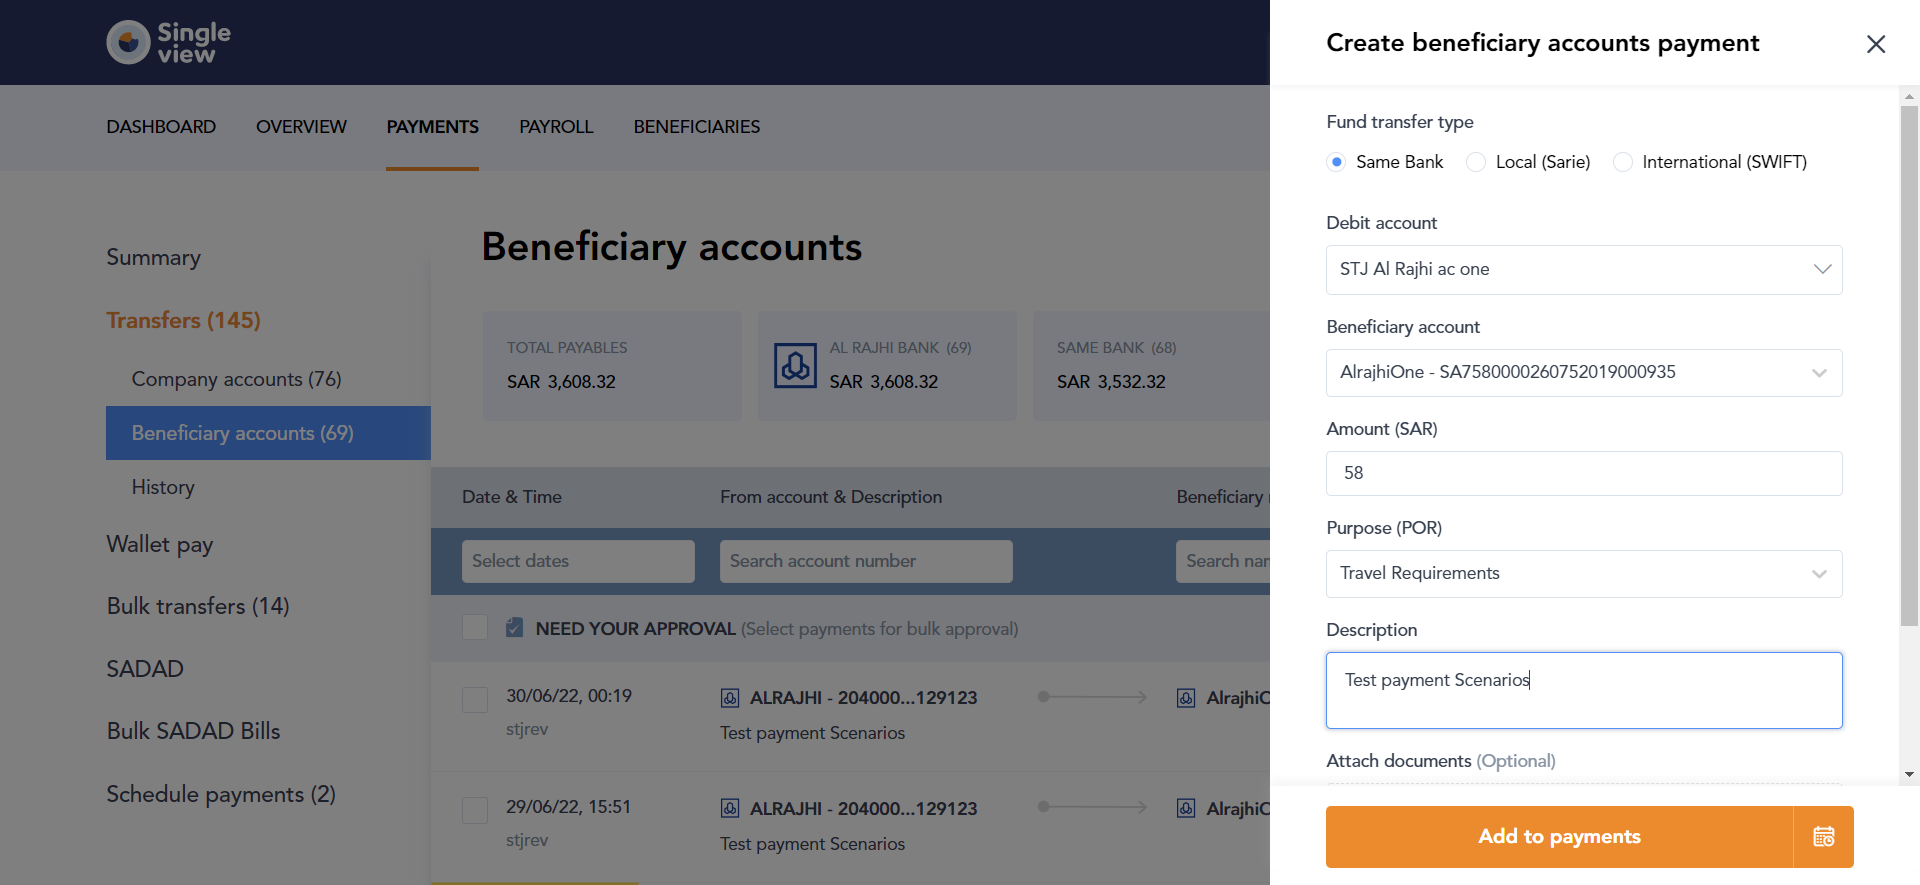 Single
view
DASHBOARD OVERVIEW PAYMENTS PAYROLL BENEFICIARIES
Summary
Transfers (145)
Company accounts (76)
Beneficiary accounts (69)
History
Wallet pay
Bulk transfers (14)
SADAD
Bulk SADAD Bills
Schedule payments (2)
Beneficiary accounts
TOTAL PAYABLES
SAR 3,608.32
AL RAJHI BANK (69)
SAR 3,608.32
SAME BANK (68)
SAR 3,532.32
Date & Time From account & Description Beneficiary
Select dates Search account number Search nar
NEED YOUR APPROVAL (Select payments for bulk approval)
30/06/22, 00:19 ALRAJHI - 204000...129123 AlrajhiO
stjrev Test payment Scenarios
29/06/22, 15:51 ALRAJHI - 204000...129123 AlrajhiO
stjrev Test payment Scenarios
Create beneficiary accounts payment
Fund transfer type
Same Bank Local (Sarie) International (SWIFT)
Debit account
STJ Al Rajhi ac one
Beneficiary account
AlrajhiOne - SA7580000260752019000935
Amount (SAR)
58
Purpose (POR)
Travel Requirements
Description
Test payment Scenarios
Attach documents (Optional)
Add to payments